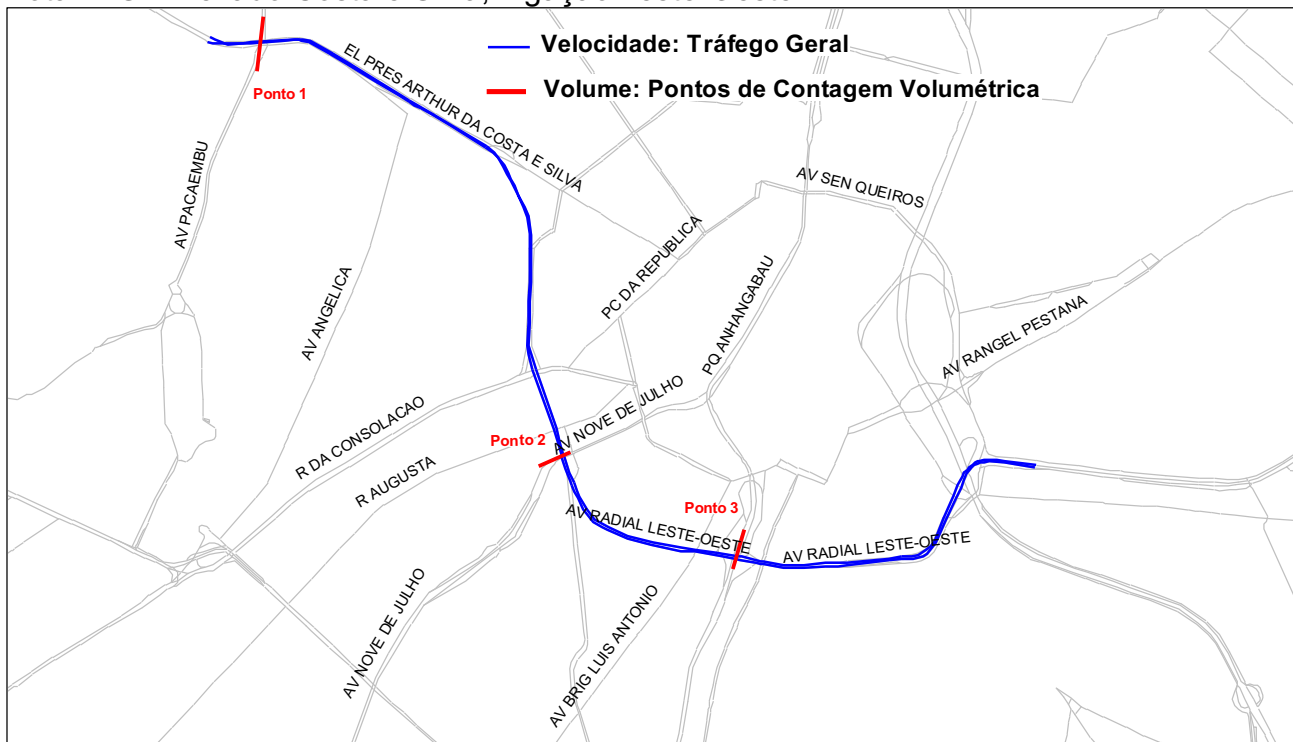 Velocidade: Tráfego Geral
Volume: Pontos de Contagem Volumétrica
Ponto 1
EL PRES ARTHUR DA COSTA E SILVA
AV PACAEMBU
AV SEN QUEIROS
PC DA REPUBLICA
AV ANGELICA
PQ ANHANGABAU
AV RANGEL PESTANA
AV NOVE DE JULHO
R DA CONSOLACAO
Ponto 2
R AUGUSTA
Ponto 3
AV RADIAL LESTE-OESTE
AV RADIAL LESTE-OESTE
AV NOVE DE JULHO
AV BRIG LUIS ANTONIO